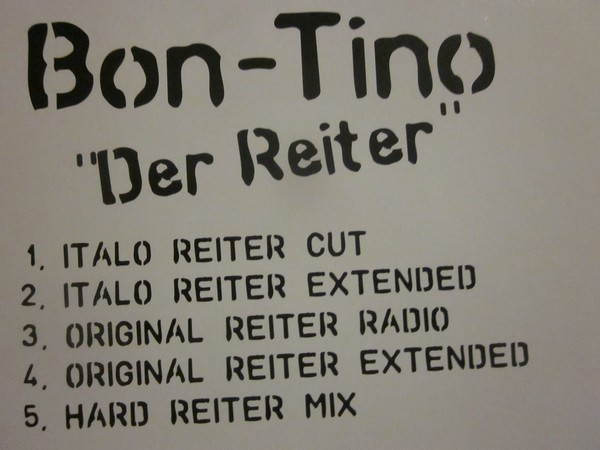 Bon-Tino
"Der Reiter"
1. ITALO REITER CUT
2. ITALO REITER EXTENDED
3. ORIGINAL REITER RADIO
4. ORIGINAL REITER EXTENDED
5. HARD REITER MIX